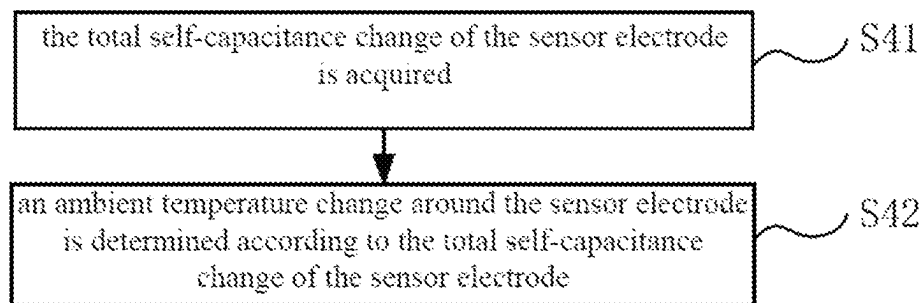 the total self-capacitance change of the sensor electrode
is acquired
S41
an ambient temperature change around the sensor electrode
is determined according to the total self-capacitance
change of the sensor electrode
S42